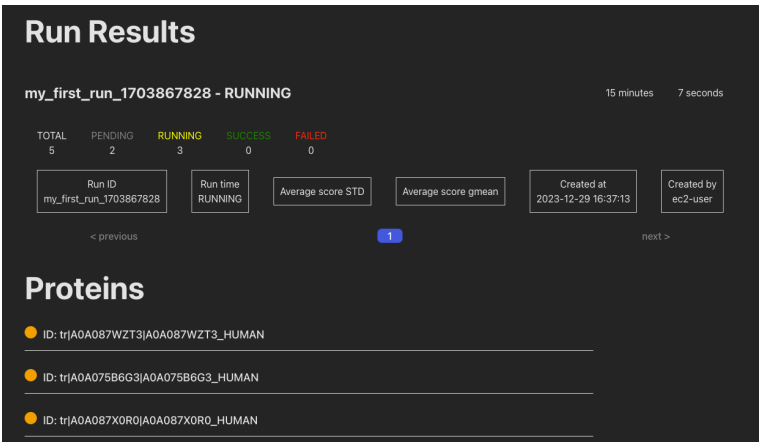 Run Results
my_first_run_1703867828 - RUNNING 15 minutes 7 seconds
TOTAL PENDING RUNNING SUCCESS FAILED
5 2 3 0 0
Run ID Run time Average score STD Average score gmean Created at Created by
my_first_run_1703867828 RUNNING 2023-12-29 16:37:13 ec2-user
< previous 1 next >
Proteins
ID: tr|A0A087WZT3|A0A087WZT3_HUMAN
ID: tr|A0A075B6G3|A0A075B6G3_HUMAN
ID: tr|A0A087X0R0|A0A087X0R0_HUMAN